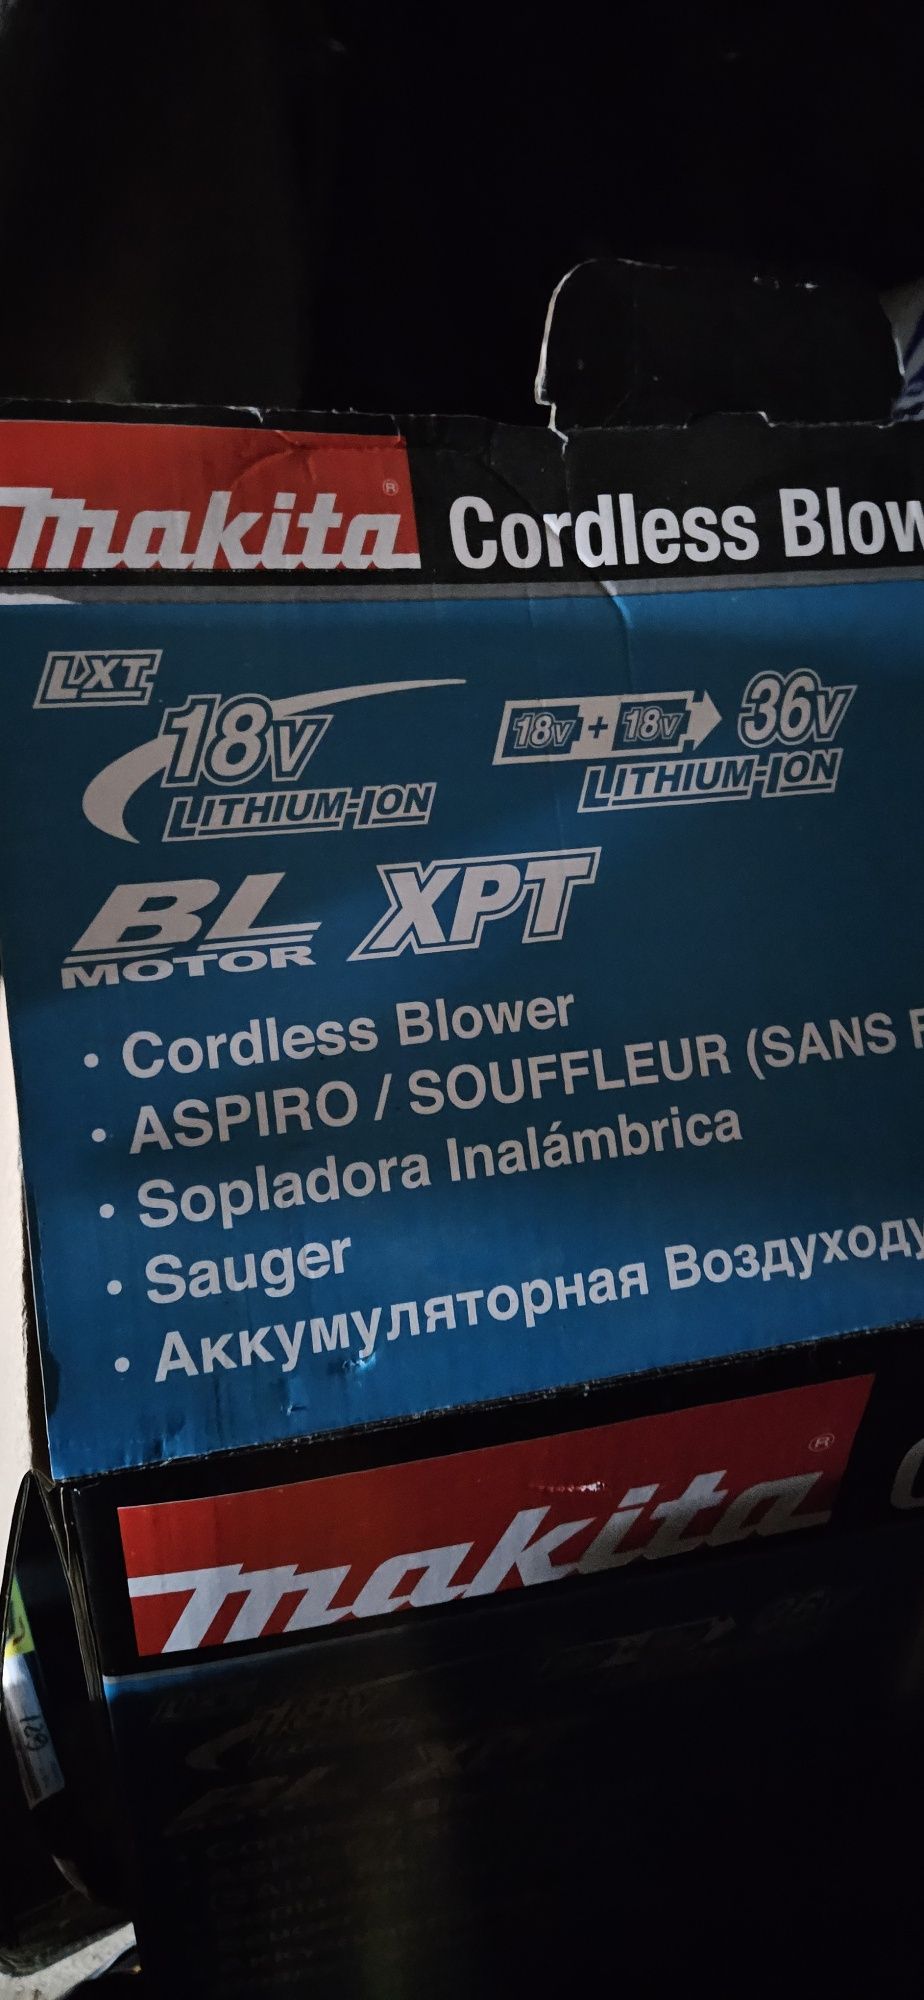 makita® Cordless Blow
LXT
18V
LITHIUM-ION
18V + 18V 36V
LITHIUM-ION
BL
MOTOR
XPT
• Cordless Blower
• ASPIRO / SOUFFLEUR (SANS F
• Sopladora Inalámbrica
• Sauger
• Аккумуляторная Воздуходу
makita®